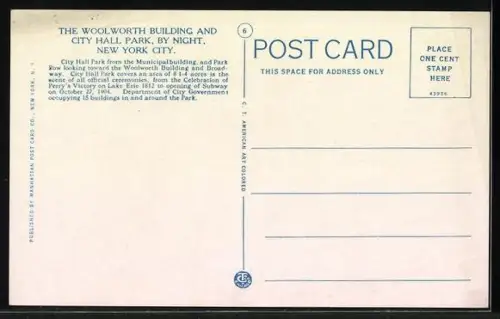 THE WOOLWORTH BUILDING AND
CITY HALL PARK, BY NIGHT,
NEW YORK CITY.
City Hall Park from the Municipalbuilding, and Park
Row looking toward the Woolworth Building and Broad-
way. City Hall Park covers an area of 8 1-4 acres is the
scene of all official ceremonies, from the Celebration of
Perry's Victory on Lake Erie 1812 to opening of Subway
on October 27, 1904. Department of City Government
occupying 15 buildings in and around the Park.
PUBLISHED BY MANHATTAN POST CARD CO., NEW YORK, N. Y.
6
C. T. AMERICAN ART COLORED
POST CARD
THIS SPACE FOR ADDRESS ONLY
PLACE
ONE CENT
STAMP
HERE